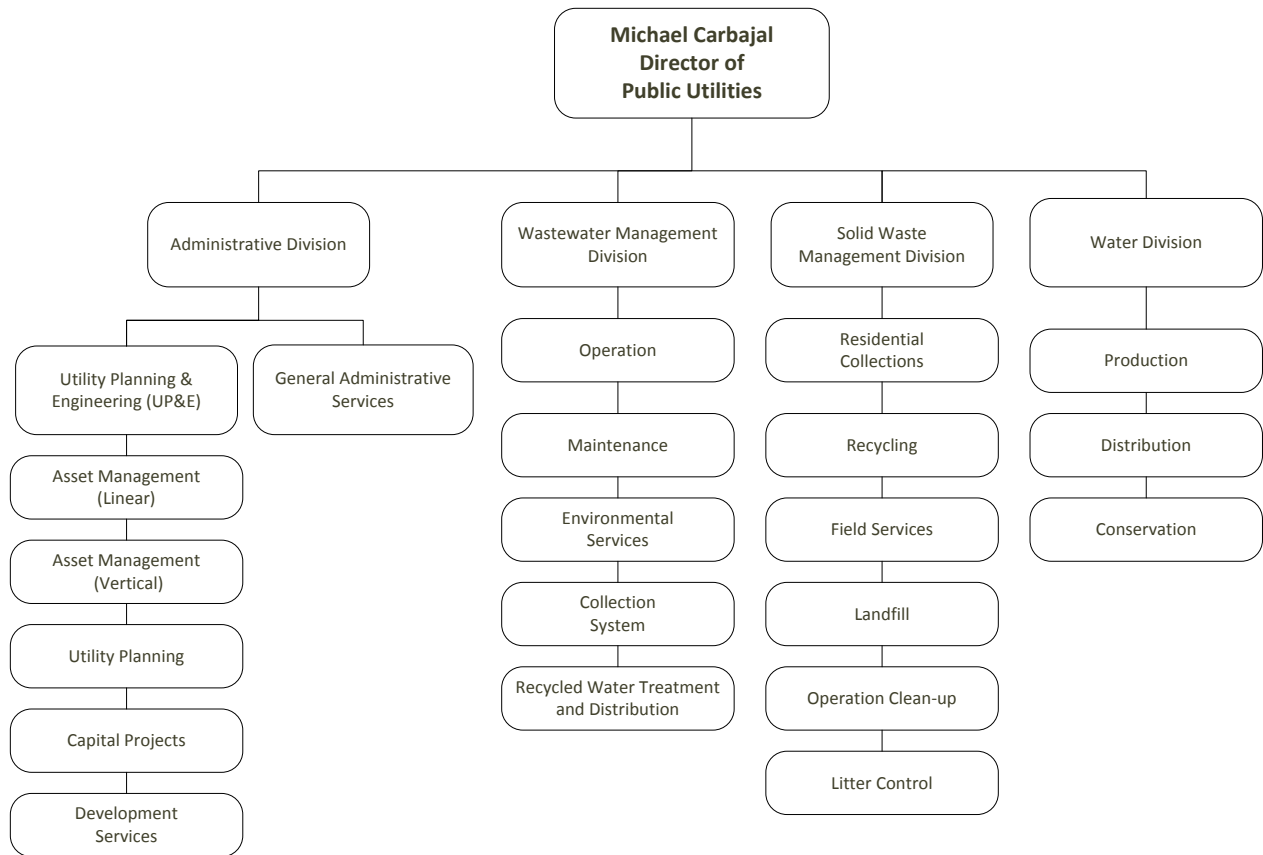 Michael Carbajal
Director of
Public Utilities
Administrative Division
Wastewater Management
Division
Solid Waste
Management Division
Water Division
Utility Planning &
Engineering (UP&E)
General Administrative
Services
Asset Management
(Linear)
Asset Management
(Vertical)
Utility Planning
Capital Projects
Development
Services
Operation
Maintenance
Environmental
Services
Collection
System
Recycled Water Treatment
and Distribution
Residential
Collections
Recycling
Field Services
Landfill
Operation Clean-up
Litter Control
Production
Distribution
Conservation